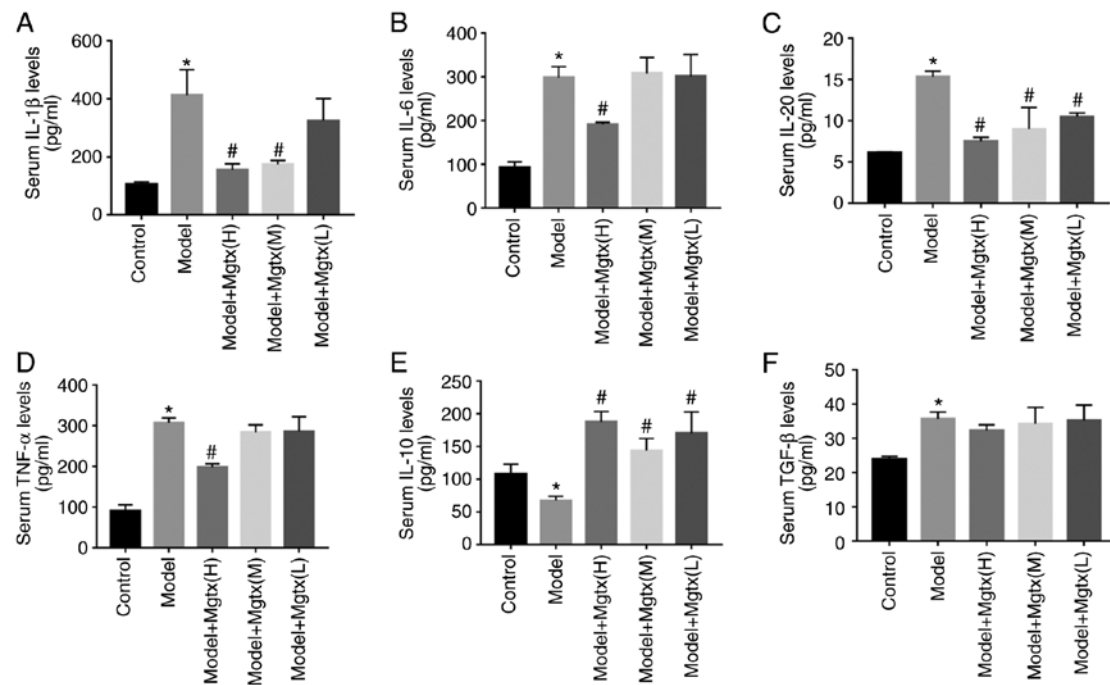 A
Serum IL-1β levels
(pg/ml)
600
400
200
0
*
#
#
Control
Model
Model+Mgtx(H)
Model+Mgtx(M)
Model+Mgtx(L)
B
Serum IL-6 levels
(pg/ml)
400
300
200
100
0
*
#
Control
Model
Model+Mgtx(H)
Model+Mgtx(M)
Model+Mgtx(L)
C
Serum IL-20 levels
(pg/ml)
20
15
10
5
0
*
#
#
#
Control
Model
Model+Mgtx(H)
Model+Mgtx(M)
Model+Mgtx(L)
D
Serum TNF-α levels
(pg/ml)
400
300
200
100
0
*
#
Control
Model
Model+Mgtx(H)
Model+Mgtx(M)
Model+Mgtx(L)
E
Serum IL-10 levels
(pg/ml)
250
200
150
100
50
0
*
#
#
#
Control
Model
Model+Mgtx(H)
Model+Mgtx(M)
Model+Mgtx(L)
F
Serum TGF-β levels
(pg/ml)
50
40
30
20
10
0
*
Control
Model
Model+Mgtx(H)
Model+Mgtx(M)
Model+Mgtx(L)